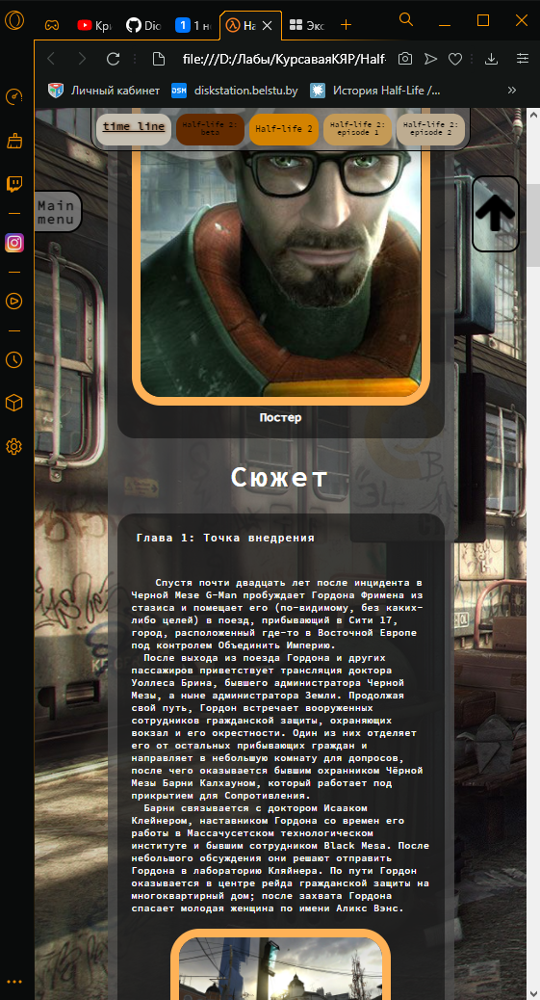 Кри
Dio
1
1 н
На
Экс
file:///D:/Лабы/КурсаваяКЯР/Half-
Личный кабинет
DSM
diskstation.belstu.by
История Half-Life /...
time line
Half-life 2: beta
Half-life 2
Half-life 2: episode 1
Half-life 2: episode 2
Main
menu
Постер
Сюжет
Глава 1: Точка внедрения
Спустя почти двадцать лет после инцидента в
Черной Мезе G-Man пробуждает Гордона Фримена из
стазиса и помещает его (по-видимому, без каких-
либо целей) в поезд, прибывающий в Сити 17,
город, расположенный где-то в Восточной Европе
под контролем Объединить Империю.
После выхода из поезда Гордона и других
пассажиров приветствует трансляция доктора
Уоллеса Брина, бывшего администратора Черной
Мезы, а ныне администратора Земли. Продолжая
свой путь, Гордон встречает вооруженных
сотрудников гражданской защиты, охраняющих
вокзал и его окрестности. Один из них отделяет
его от остальных прибывающих граждан и
направляет в небольшую комнату для допросов,
после чего оказывается бывшим охранником Чёрной
Мезы Барни Калхауном, который работает под
прикрытием для Сопротивления.
Барни связывается с доктором Исааком
Клейнером, наставником Гордона со времен его
работы в Массачусетском технологическом
институте и бывшим сотрудником Black Mesa. После
небольшого обсуждения они решают отправить
Гордона в лабораторию Кляйнера. По пути Гордон
оказывается в центре рейда гражданской защиты на
многоквартирный дом; после захвата Гордона
спасает молодая женщина по имени Аликс Вэнс.